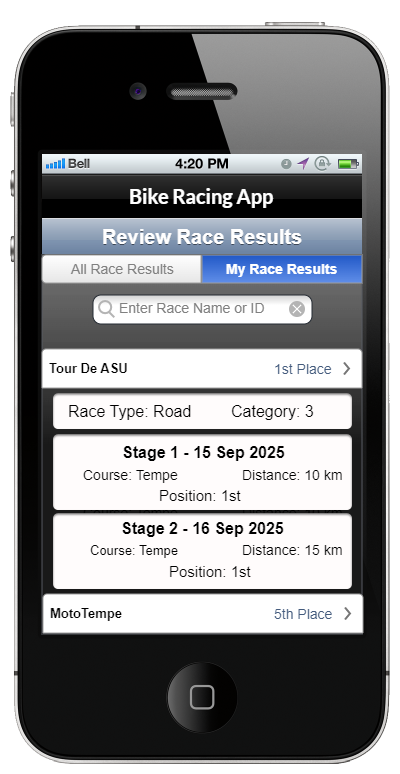 Bell 4:20 PM
Bike Racing App
Review Race Results
All Race Results My Race Results
Enter Race Name or ID
Tour De ASU 1st Place
Race Type: Road Category: 3
Stage 1 - 15 Sep 2025
Course: Tempe Distance: 10 km
Position: 1st
Stage 2 - 16 Sep 2025
Course: Tempe Distance: 15 km
Position: 1st
MotoTempe 5th Place